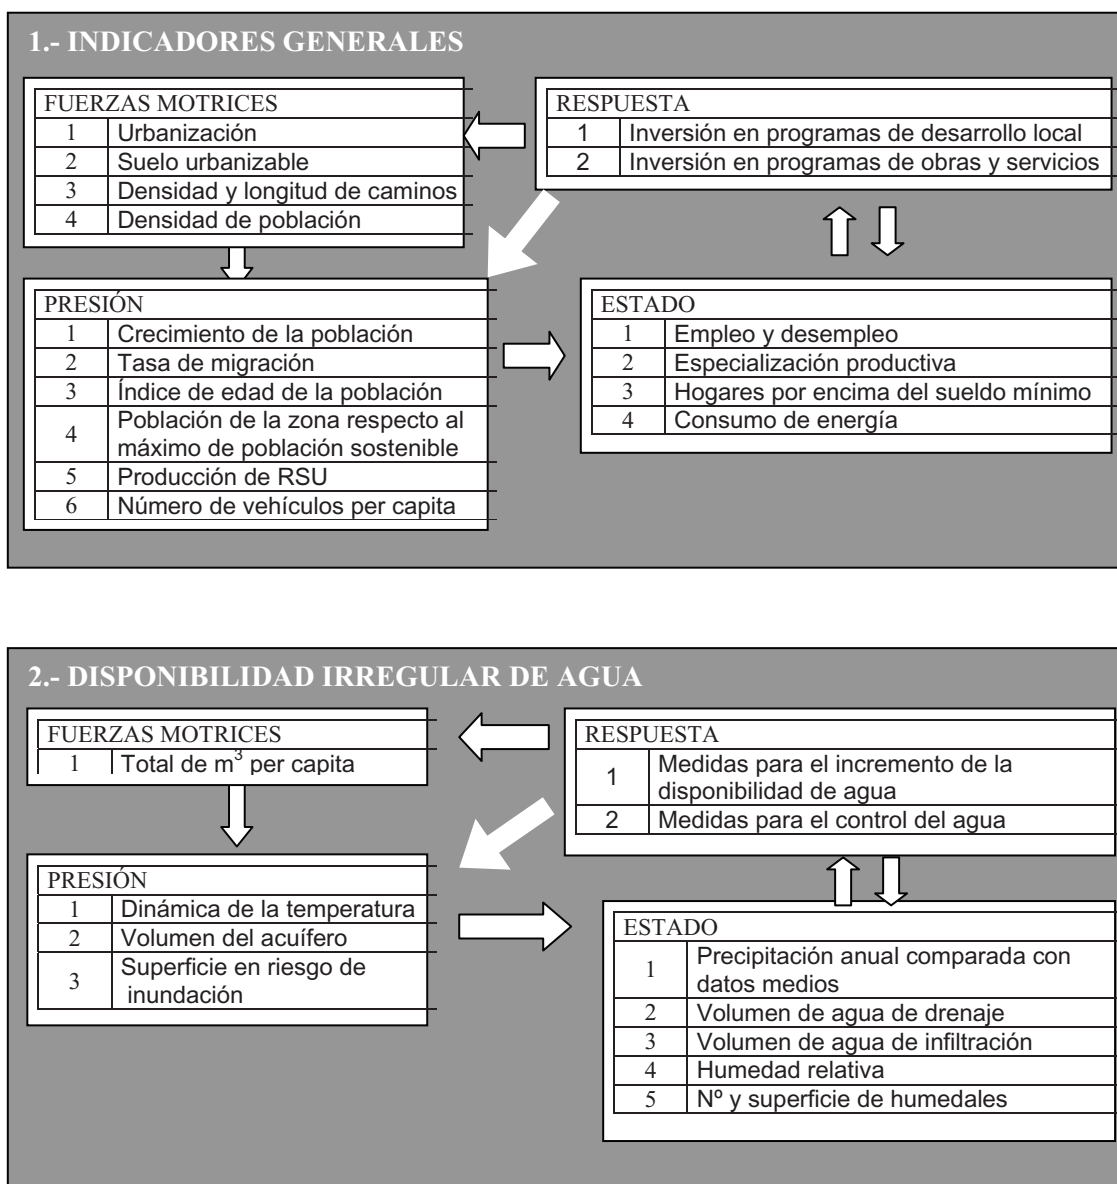 1.- INDICADORES GENERALES
FUERZAS MOTRICES
1 Urbanización
2 Suelo urbanizable
3 Densidad y longitud de caminos
4 Densidad de población
RESPUESTA
1 Inversión en programas de desarrollo local
2 Inversión en programas de obras y servicios
PRESIÓN
1 Crecimiento de la población
2 Tasa de migración
3 Índice de edad de la población
4 Población de la zona respecto al
máximo de población sostenible
5 Producción de RSU
6 Número de vehículos per capita
ESTADO
1 Empleo y desempleo
2 Especialización productiva
3 Hogares por encima del sueldo mínimo
4 Consumo de energía
2.- DISPONIBILIDAD IRREGULAR DE AGUA
FUERZAS MOTRICES
1 Total de m³ per capita
RESPUESTA
1 Medidas para el incremento de la
disponibilidad de agua
2 Medidas para el control del agua
PRESIÓN
1 Dinámica de la temperatura
2 Volumen del acuífero
3 Superficie en riesgo de
inundación
ESTADO
1 Precipitación anual comparada con
datos medios
2 Volumen de agua de drenaje
3 Volumen de agua de infiltración
4 Humedad relativa
5 Nº y superficie de humedales